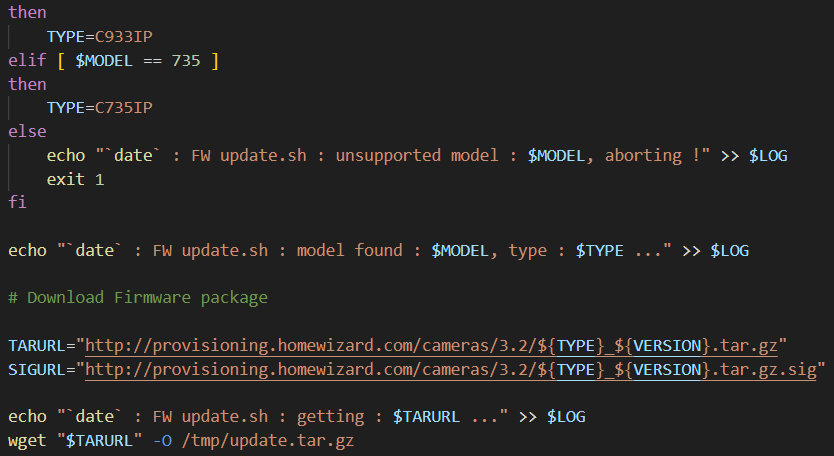 then
TYPE=C933IP
elif [ $MODEL == 735 ]
then
TYPE=C735IP
else
echo "`date` : FW update.sh : unsupported model : $MODEL, aborting !" >> $LOG
exit 1
fi
echo "`date` : FW update.sh : model found : $MODEL, type : $TYPE ..." >> $LOG
# Download Firmware package
TARURL="http://provisioning.homewizard.com/cameras/3.2/${TYPE}_${VERSION}.tar.gz"
SIGURL="http://provisioning.homewizard.com/cameras/3.2/${TYPE}_${VERSION}.tar.gz.sig"
echo "`date` : FW update.sh : getting : $TARURL ..." >> $LOG
wget "$TARURL" -O /tmp/update.tar.gz